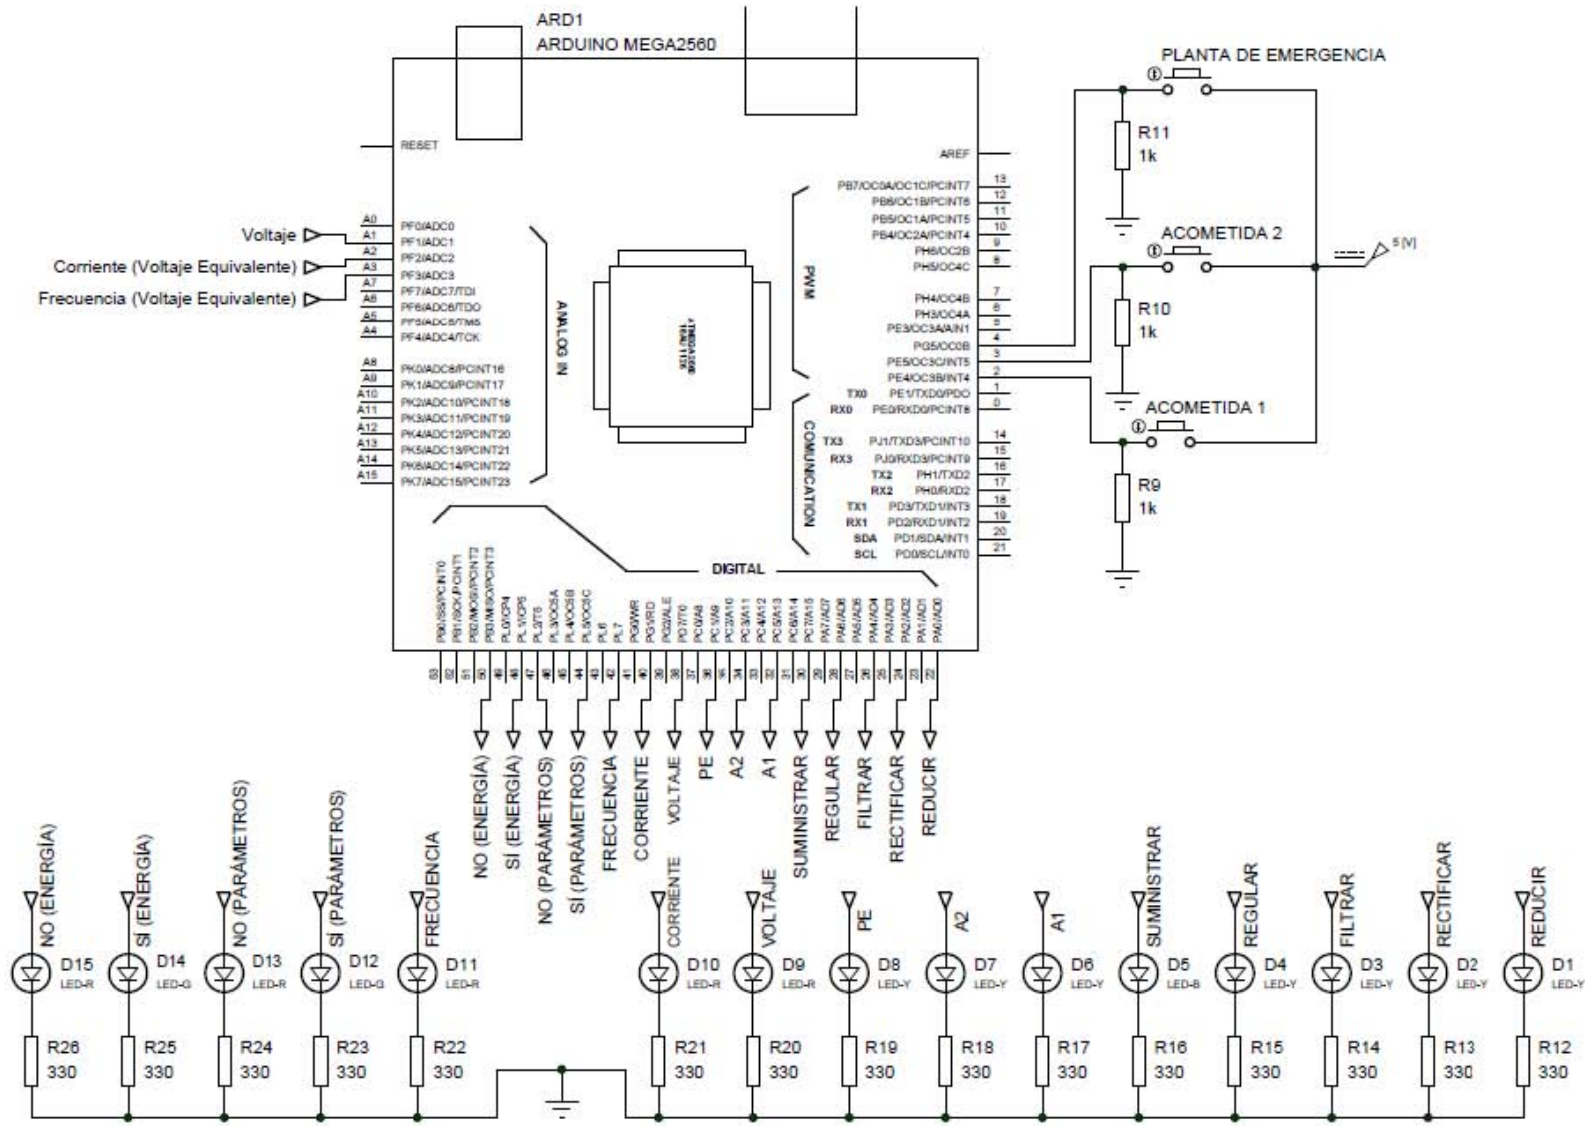 ARD1
ARDUINO MEGA2560
PLANTA DE EMERGENCIA
RESET
AREF
R11
1k
ACOMETIDA 2
5 [V]
R10
1k
ACOMETIDA 1
R9
1k
Voltaje
Corriente (Voltaje Equivalente)
Frecuencia (Voltaje Equivalente)
A0 PF0/ADC0
A1 PF1/ADC1
A2 PF2/ADC2
A3 PF3/ADC3
A7 PF7/ADC7/TDI
A6 PF6/ADC6/TDO
A5 PF5/ADC5/TMS
A4 PF4/ADC4/TCK
A8 PK0/ADC8/PCINT16
A9 PK1/ADC9/PCINT17
A10 PK2/ADC10/PCINT18
A11 PK3/ADC11/PCINT19
A12 PK4/ADC12/PCINT20
A13 PK5/ADC13/PCINT21
A14 PK6/ADC14/PCINT22
A15 PK7/ADC15/PCINT23
ANALOG IN
PWM
COMUNICATION
DIGITAL
PB7/OC0A/OC1C/PCINT7 13
PB6/OC1B/PCINT6 12
PB5/OC1A/PCINT5 11
PB4/OC2A/PCINT4 10
PH6/OC2B 9
PH5/OC4C 8
PH4/OC4B 7
PH3/OC4A 6
PE3/OC3A/AIN1 5
PG5/OC0B 4
PE5/OC3C/INT5 3
PE4/OC3B/INT4 2
TX0 PE1/TXD0/PDO 1
RX0 PE0/RXD0/PCINT8 0
TX3 PJ1/TXD3/PCINT10 14
RX3 PJ0/RXD3/PCINT9 15
TX2 PH1/TXD2 16
RX2 PH0/RXD2 17
TX1 PD3/TXD1/INT3 18
RX1 PD2/RXD1/INT2 19
SDA PD1/SDA/INT1 20
SCL PD0/SCL/INT0 21
PB0/SS/PCINT0 53
PB1/SCK/PCINT1 52
PB2/MOSI/PCINT2 51
PB3/MISO/PCINT3 50
PL0/ICP4 49
PL1/ICP5 48
PL2/T5 47
PL3/OC5A 46
PL4/OC5B 45
PL5/OC5C 44
PL6 43
PL7 42
PG0/WR 41
PG1/RD 40
PG2/ALE 39
PD7/T0 38
PC0/A8 37
PC1/A9 36
PC2/A10 35
PC3/A11 34
PC4/A12 33
PC5/A13 32
PC6/A14 31
PC7/A15 30
PA7/AD7 29
PA6/AD6 28
PA5/AD5 27
PA4/AD4 26
PA3/AD3 25
PA2/AD2 24
PA1/AD1 23
PA0/AD0 22
NO (ENERGÍA)
SÍ (ENERGÍA)
NO (PARÁMETROS)
SÍ (PARÁMETROS)
FRECUENCIA
CORRIENTE
VOLTAJE
PE
A2
A1
SUMINISTRAR
REGULAR
FILTRAR
RECTIFICAR
REDUCIR
NO (ENERGÍA)
SÍ (ENERGÍA)
NO (PARÁMETROS)
SÍ (PARÁMETROS)
FRECUENCIA
CORRIENTE
VOLTAJE
PE
A2
A1
SUMINISTRAR
REGULAR
FILTRAR
RECTIFICAR
REDUCIR
D15 D14 D13 D12 D11 D10 D9 D8 D7 D6 D5 D4 D3 D2 D1
LED-R LED-G LED-R LED-G LED-R LED-R LED-R LED-Y LED-Y LED-Y LED-B LED-Y LED-Y LED-Y LED-Y
R26 R25 R24 R23 R22 R21 R20 R19 R18 R17 R16 R15 R14 R13 R12
330 330 330 330 330 330 330 330 330 330 330 330 330 330 330